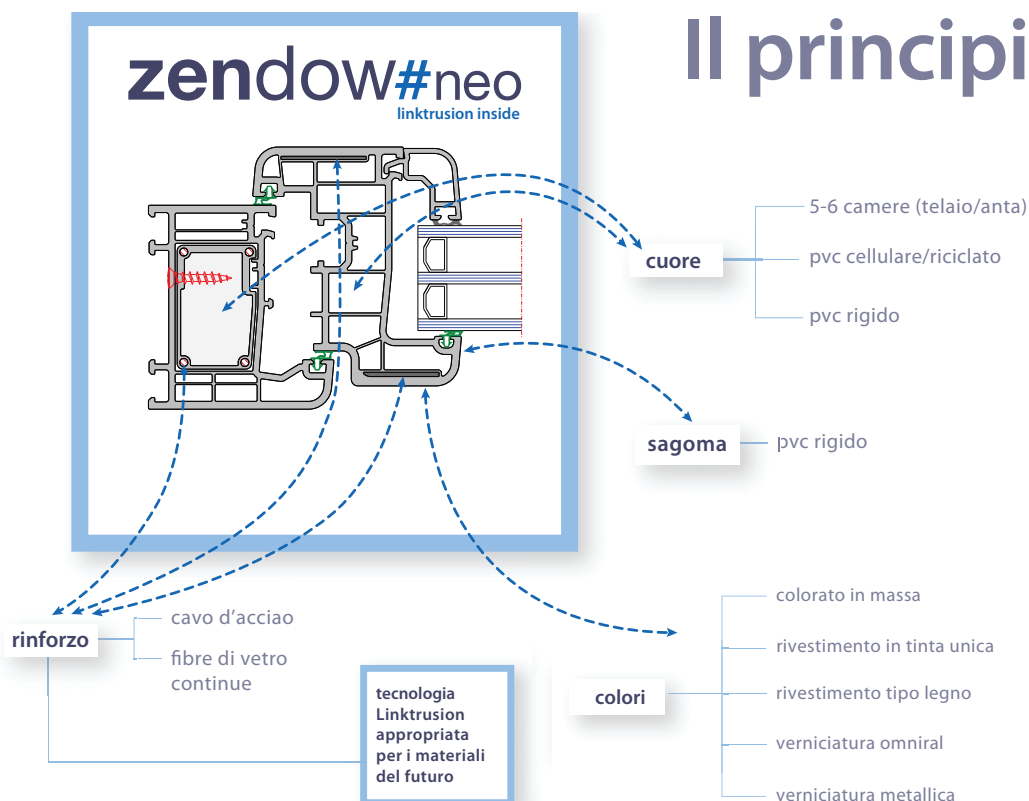 Il principi
zendow#neo
linktrusion inside
cuore
5-6 camere (telaio/anta)
pvc cellulare/riciclato
pvc rigido
sagoma
pvc rigido
rinforzo
cavo d'acciao
fibre di vetro
continue
tecnologia
Linktrusion
appropriata
per i materiali
del futuro
colori
colorato in massa
rivestimento in tinta unica
rivestimento tipo legno
verniciatura omniral
verniciatura metallica